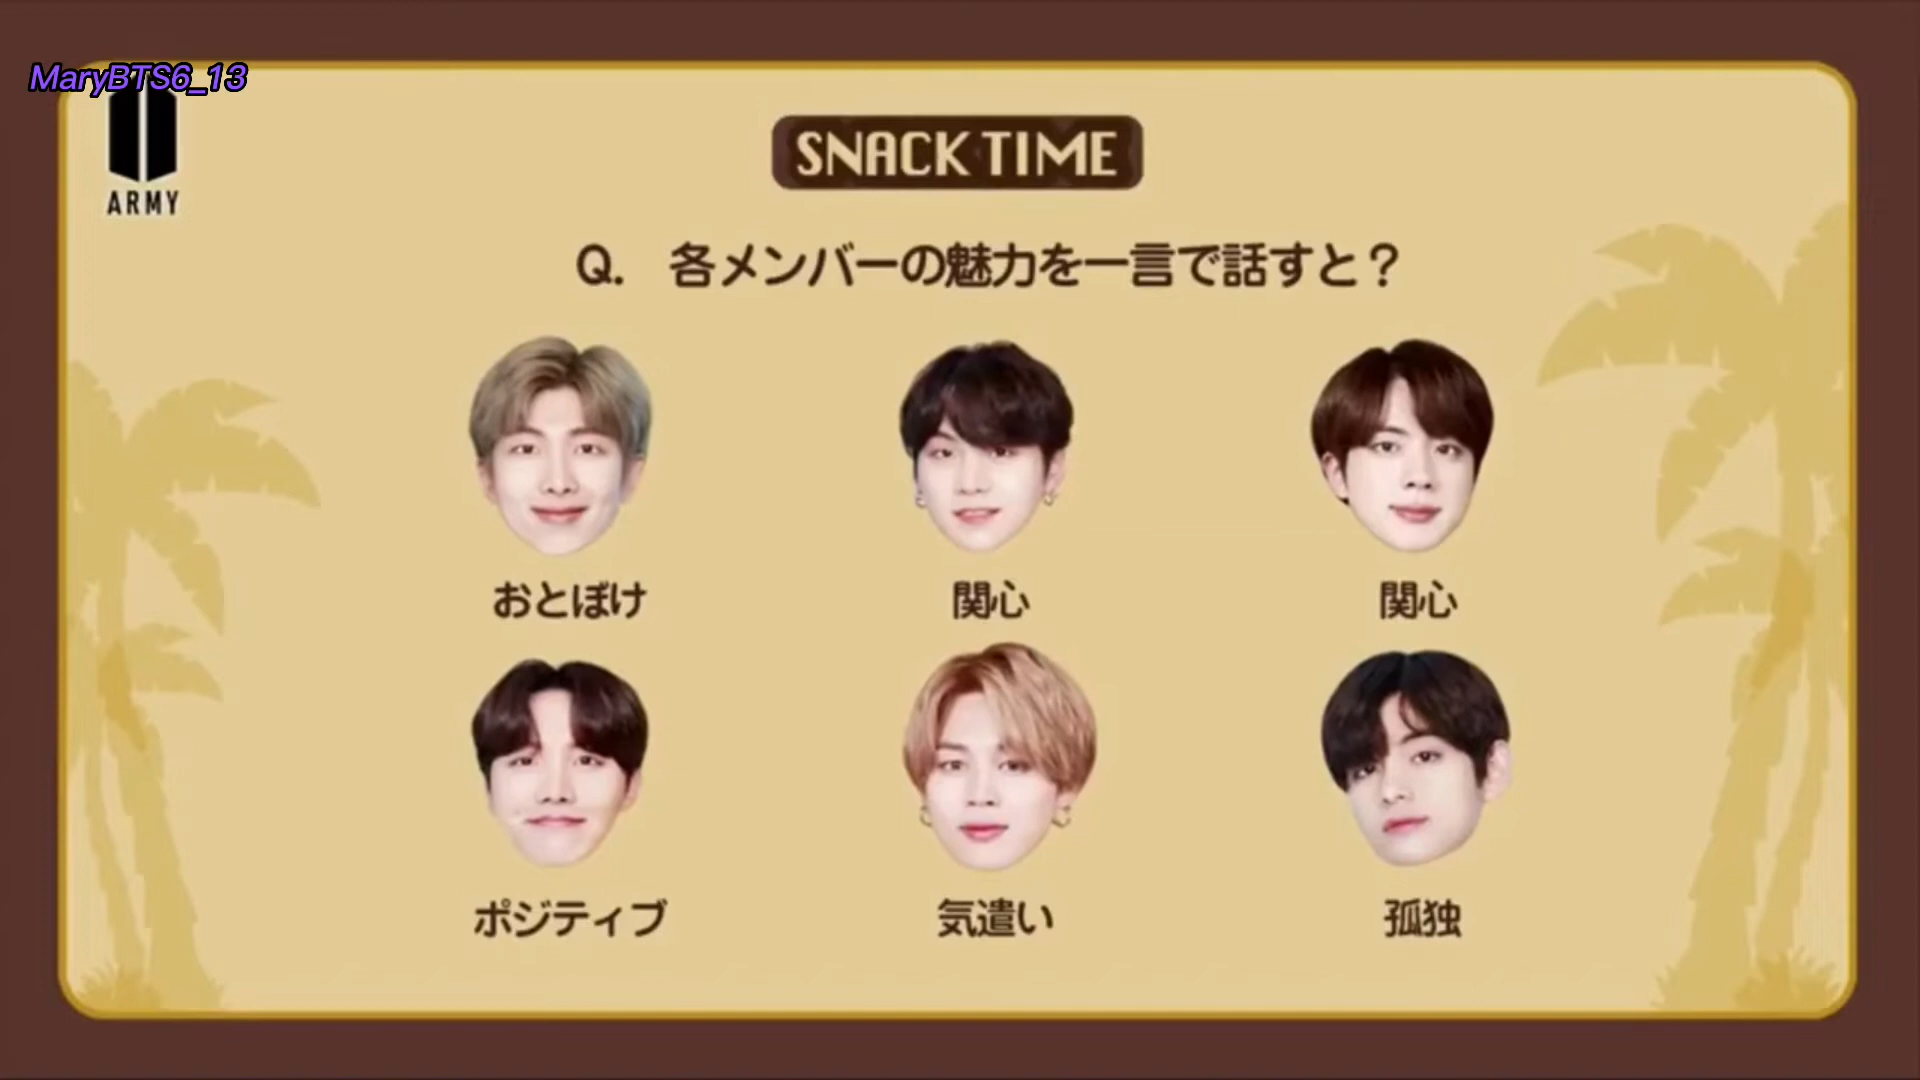 MaryBTS6_13
ARMY
SNACK TIME
Q. 各メンバーの魅力を一言で話すと？
おとぼけ
関心
関心
ポジティブ
気遣い
孤独